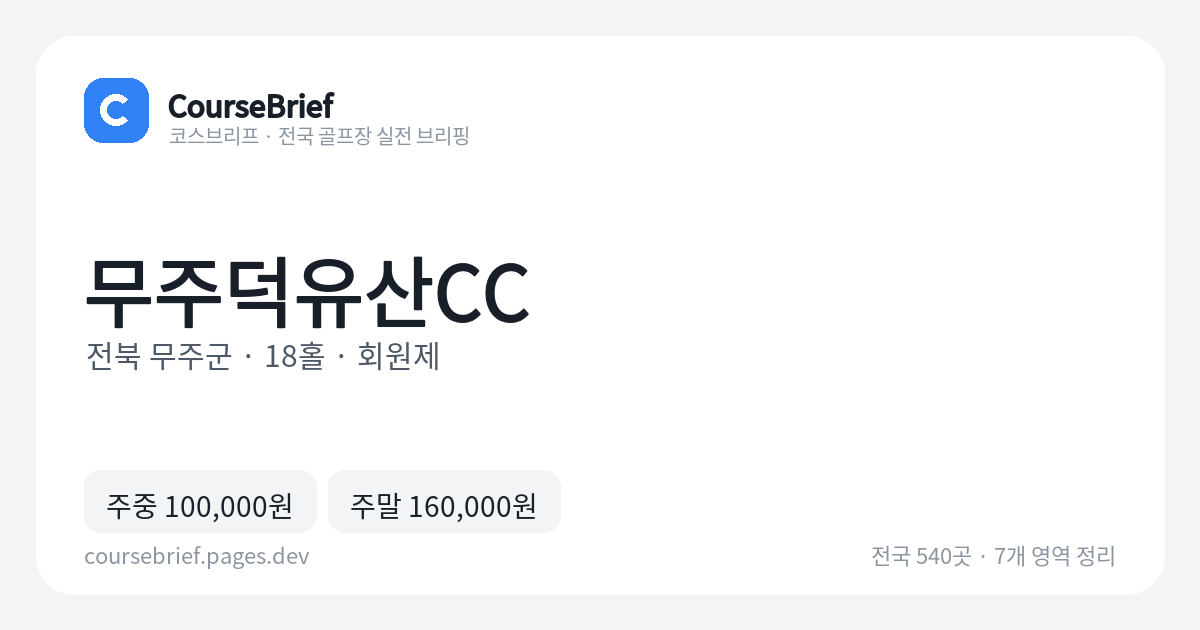 CourseBrief
코스브리프 · 전국 골프장 실전 브리핑
무주덕유산CC
전북 무주군 · 18홀 · 회원제
주중 100,000원 주말 160,000원
coursebrief.pages.dev 전국 540곳 · 7개 영역 정리